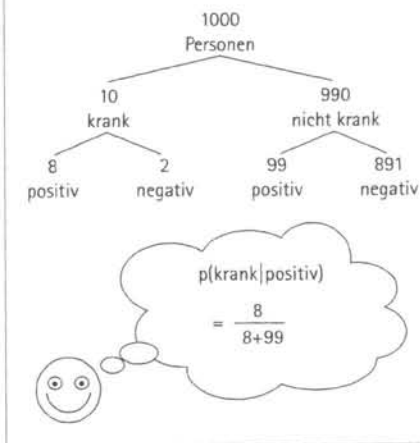 1000
Personen
10 990
krank nicht krank
8 2 99 891
positiv negativ positiv negativ
p(krank|positiv)
= 8
8+99